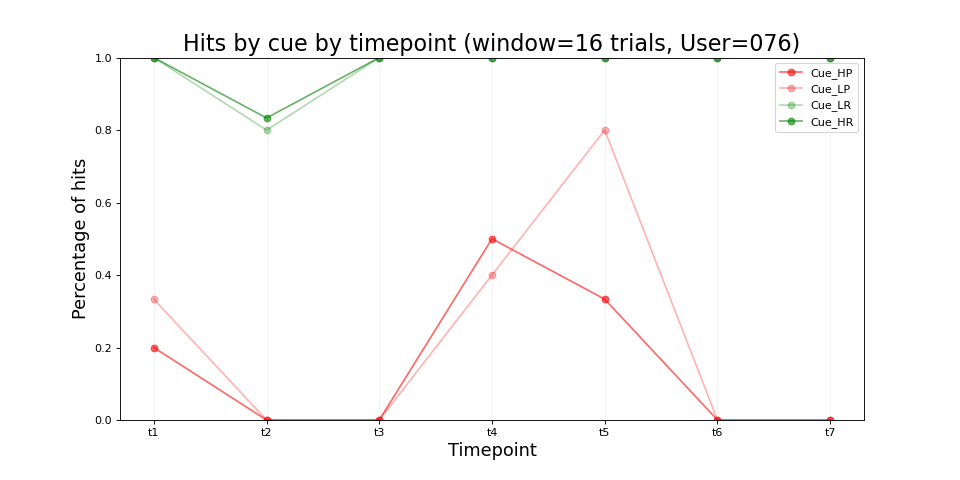 Hits by cue by timepoint (window=16 trials, User=076)
Percentage of hits
1.0
0.8
0.6
0.4
0.2
0.0
Cue_HP
Cue_LP
Cue_LR
Cue_HR
t1 t2 t3 t4 t5 t6 t7
Timepoint